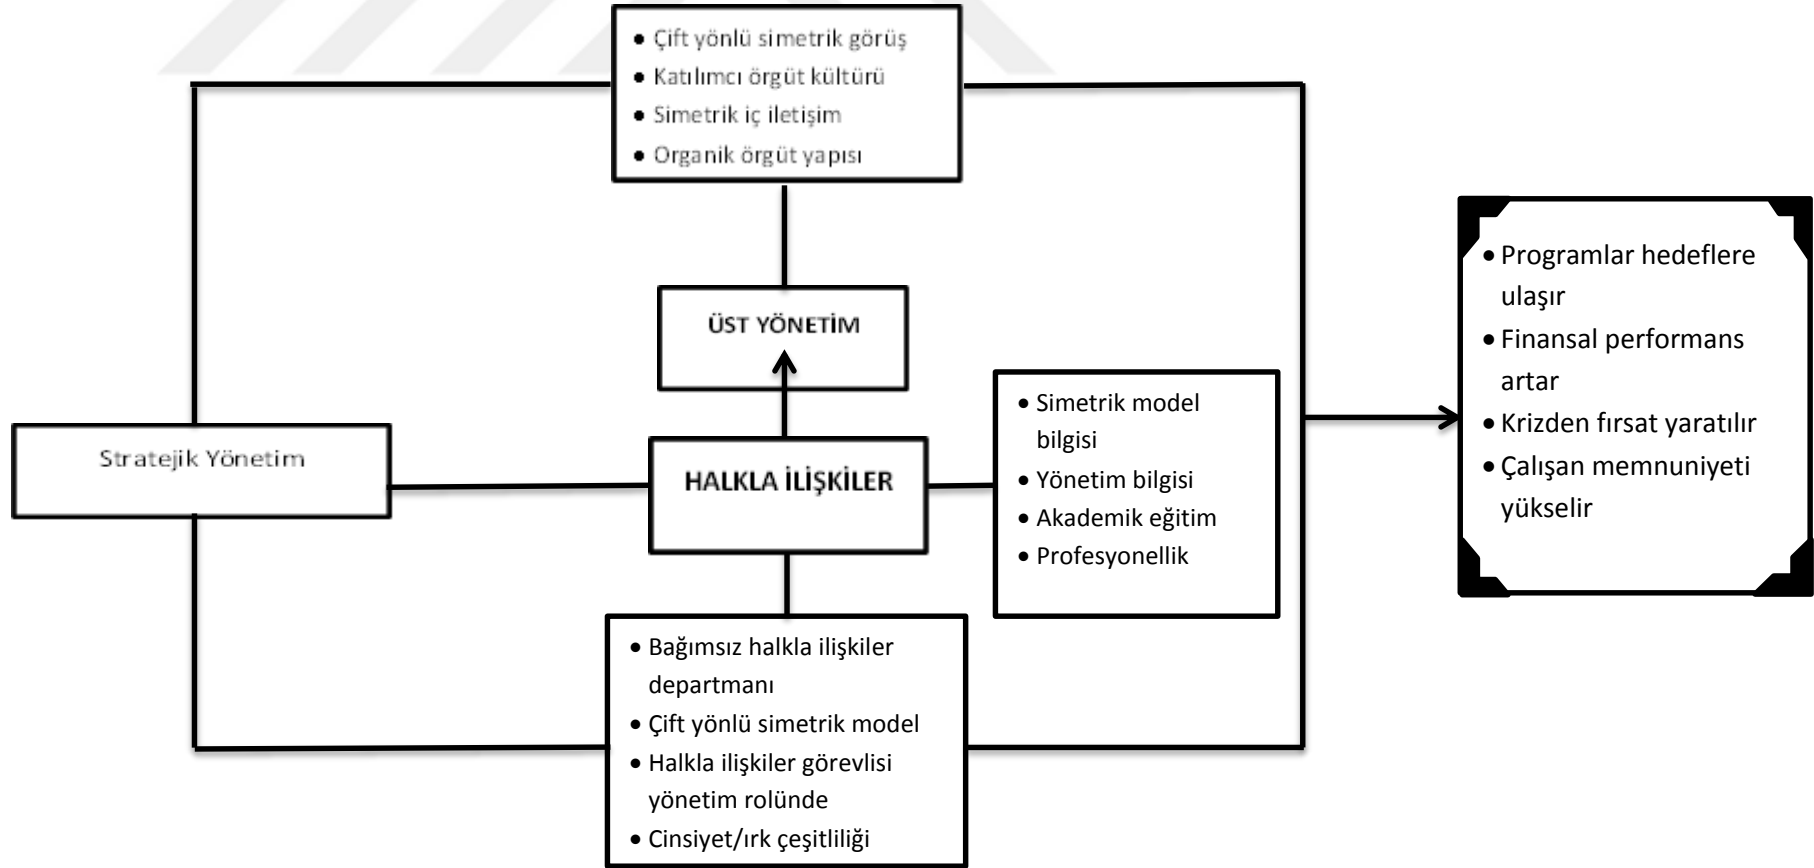 • Çift yönlü simetrik görüş
• Katılımcı örgüt kültürü
• Simetrik iç iletişim
• Organik örgüt yapısı
ÜST YÖNETİM
Stratejik Yönetim
HALKLA İLİŞKİLER
• Simetrik model
bilgisi
• Yönetim bilgisi
• Akademik eğitim
• Profesyonellik
• Bağımsız halkla ilişkiler
departmanı
• Çift yönlü simetrik model
• Halkla ilişkiler görevlisi
yönetim rolünde
• Cinsiyet/ırk çeşitliliği
• Programlar hedeflere
ulaşır
• Finansal performans
artar
• Krizden fırsat yaratılır
• Çalışan memnuniyeti
yükselir